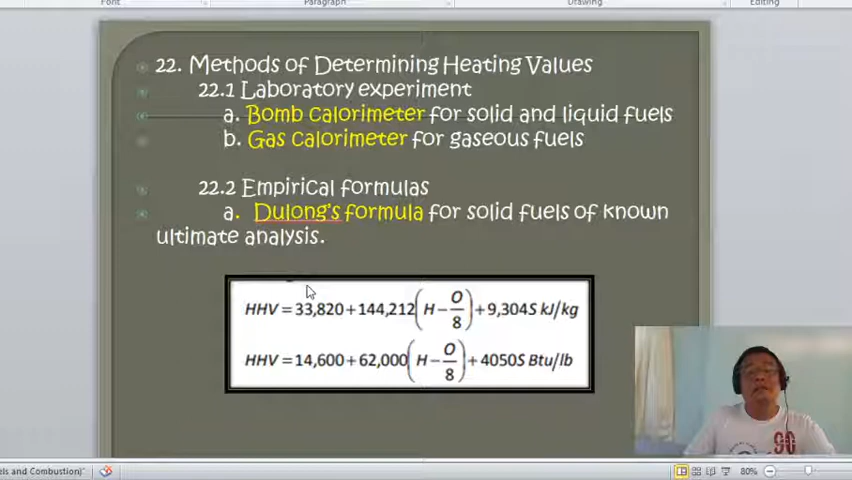 Font
Paragraph
Drawing
Editing
22. Methods of Determining Heating Values
22.1 Laboratory experiment
a. Bomb calorimeter for solid and liquid fuels
b. Gas calorimeter for gaseous fuels
22.2 Empirical formulas
a. Dulong's formula for solid fuels of known
ultimate analysis.
HHV = 33,820 + 144,212(H − O/8) + 9,304S kJ/kg
HHV = 14,600 + 62,000(H − O/8) + 4050S Btu/lb
90
els and Combustion)"
80%